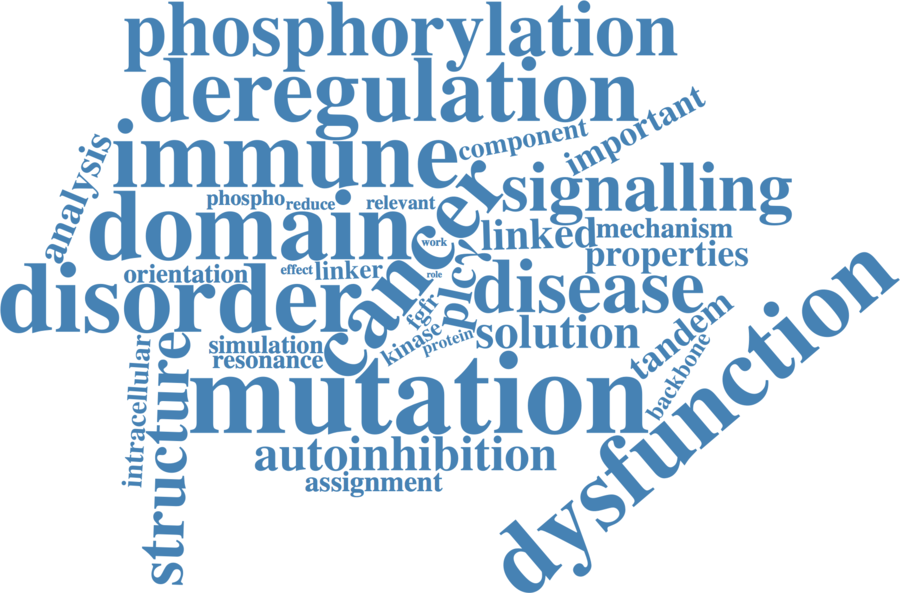 phosphorylation
deregulation
important
component
immune
analysis
cancer
signalling
phospho
reduce
relevant
domain
work
linked
mechanism
properties
orientation
effect
linker
role
disorder
plcγ
disease
dysfunction
fgfr
kinase
protein
solution
tandem
backbone
simulation
resonance
intracellular
structure
mutation
autoinhibition
assignment